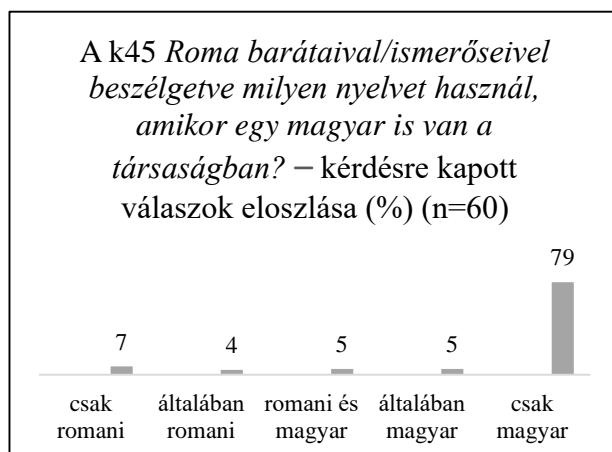 A k45 Roma barátaival/ismerőseivel
beszélgetve milyen nyelvet használ,
amikor egy magyar is van a
társaságban? − kérdésre kapott
válaszok eloszlása (%) (n=60)
7
4
5
5
79
csak romani
általában romani
romani és magyar
általában magyar
csak magyar